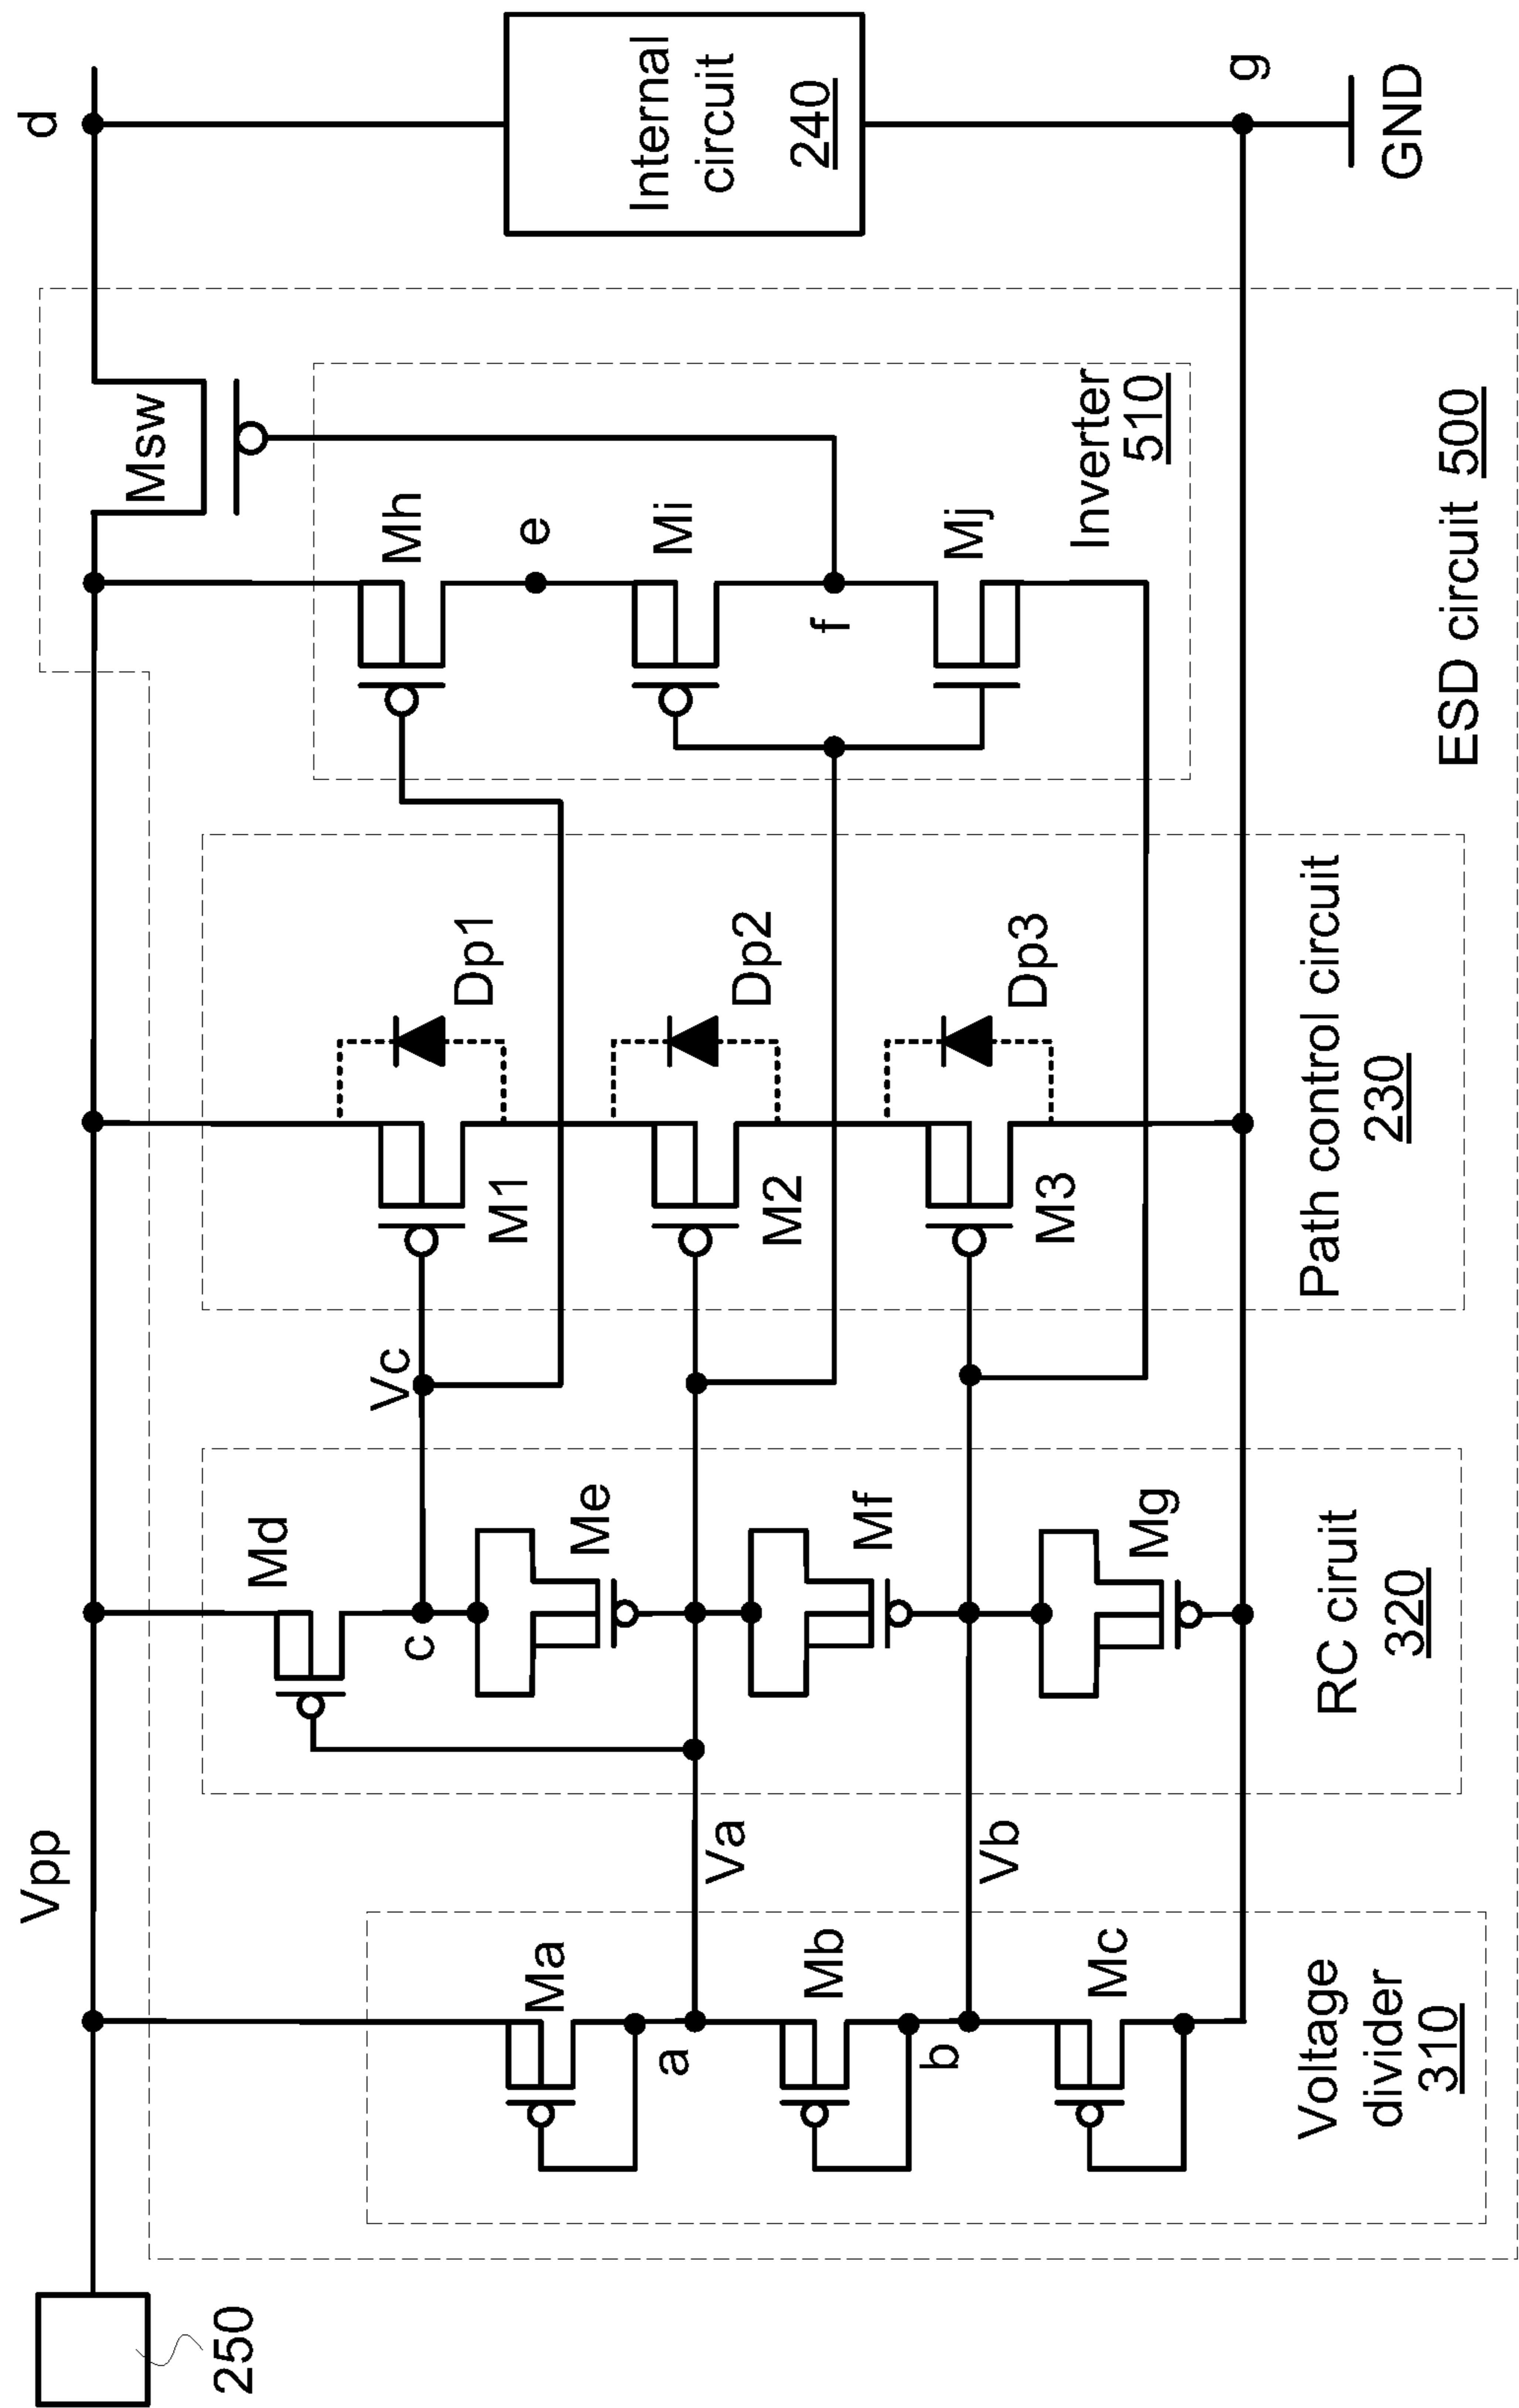 250
Vpp
d
Msw
Voltage
divider
310
Ma
a
Mb
b
Mc
Va
Vb
RC ciruit
320
Md
c
Me
Mf
Mg
Vc
Path control circuit
230
M1
M2
M3
Dp1
Dp2
Dp3
Inverter
510
Mh
e
Mi
f
Mj
ESD circuit 500
Internal
circuit
240
g
GND